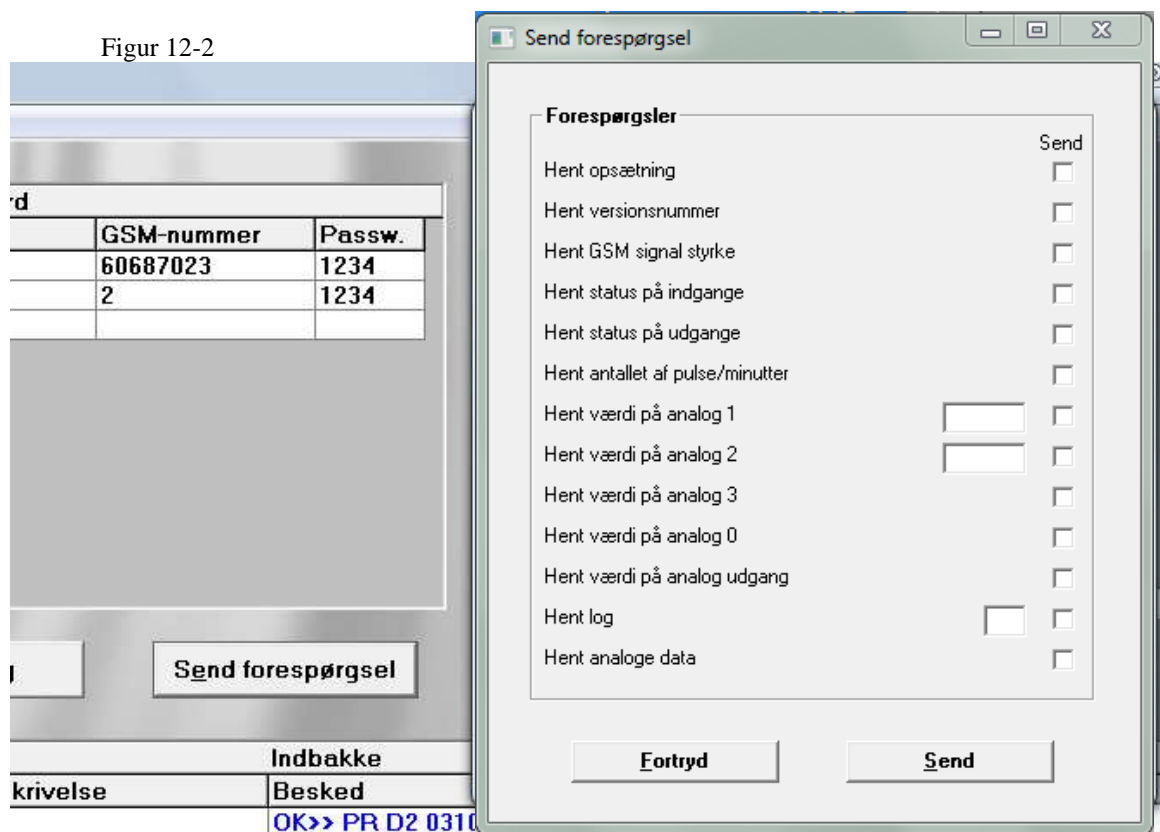 Figur 12-2
Send forespørgsel
Forespørgsler
Send
Hent opsætning
Hent versionsnummer
Hent GSM signal styrke
Hent status på indgange
Hent status på udgange
Hent antallet af pulse/minutter
Hent værdi på analog 1
Hent værdi på analog 2
Hent værdi på analog 3
Hent værdi på analog 0
Hent værdi på analog udgang
Hent log
Hent analoge data
Fortryd Send
GSM-nummer Passw.
60687023 1234
2 1234
Send forespørgsel
Indbakke
krivelse Besked
OK>> PR D2 0310